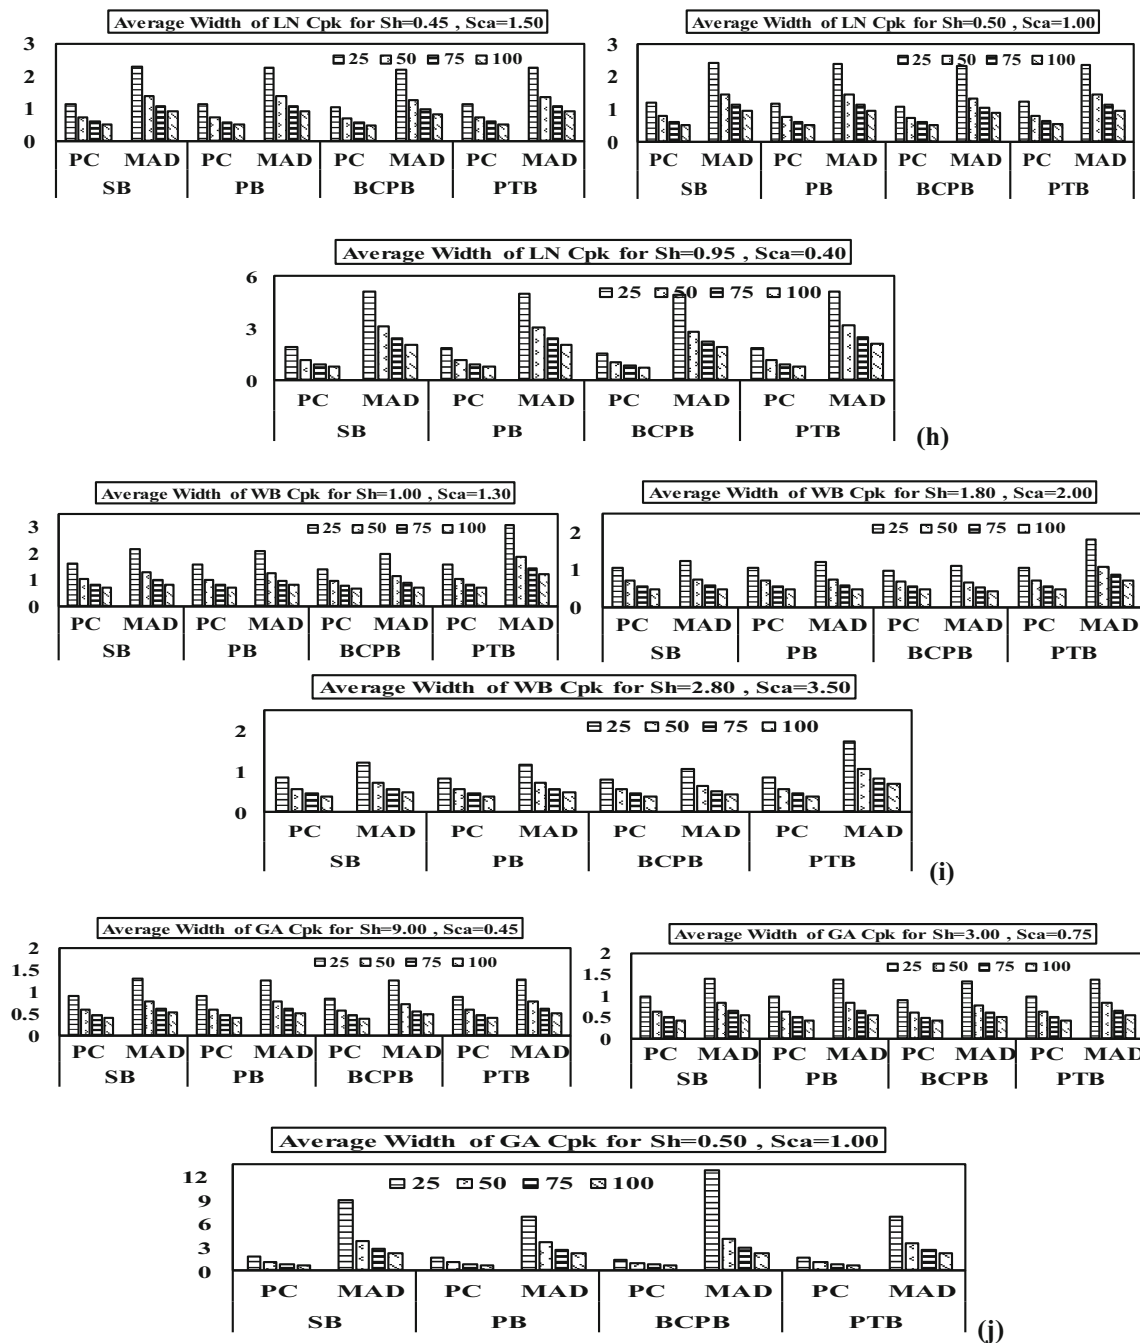 Average Width of LN Cpk for Sh=0.45 , Sca=1.50
25 50 75 100
3
2
1
0
PC MAD PC MAD PC MAD PC MAD
SB PB BCPB PTB
Average Width of LN Cpk for Sh=0.50 , Sca=1.00
25 50 75 100
3
2
1
0
PC MAD PC MAD PC MAD PC MAD
SB PB BCPB PTB
Average Width of LN Cpk for Sh=0.95 , Sca=0.40
25 50 75 100
6
3
0
PC MAD PC MAD PC MAD PC MAD
SB PB BCPB PTB
(h)
Average Width of WB Cpk for Sh=1.00 , Sca=1.30
25 50 75 100
3
2
1
0
PC MAD PC MAD PC MAD PC MAD
SB PB BCPB PTB
Average Width of WB Cpk for Sh=1.80 , Sca=2.00
25 50 75 100
2
1
0
PC MAD PC MAD PC MAD PC MAD
SB PB BCPB PTB
Average Width of WB Cpk for Sh=2.80 , Sca=3.50
25 50 75 100
2
1
0
PC MAD PC MAD PC MAD PC MAD
SB PB BCPB PTB
(i)
Average Width of GA Cpk for Sh=9.00 , Sca=0.45
25 50 75 100
2
1.5
1
0.5
0
PC MAD PC MAD PC MAD PC MAD
SB PB BCPB PTB
Average Width of GA Cpk for Sh=3.00 , Sca=0.75
25 50 75 100
2
1.5
1
0.5
0
PC MAD PC MAD PC MAD PC MAD
SB PB BCPB PTB
Average Width of GA Cpk for Sh=0.50 , Sca=1.00
25 50 75 100
12
9
6
3
0
PC MAD PC MAD PC MAD PC MAD
SB PB BCPB PTB
(j)